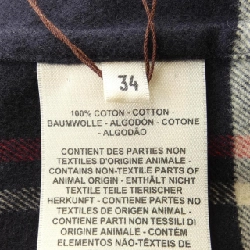 34
100% COTON - COTTON
BAUMWOLLE - ALGODÓN - COTONE
ALGODÃO
CONTIENT DES PARTIES NON
TEXTILES D'ORIGINE ANIMALE -
CONTAINS NON-TEXTILE PARTS OF
ANIMAL ORIGIN - ENTHÄLT NICHT
TEXTILE TEILE TIERISCHER
HERKUNFT - CONTIENE PARTES NO
TEXTILES DE ORIGEN ANIMAL -
CONTIENE PARTI NON TESSILI DI
ORIGINE ANIMALE - CONTÉM
ELEMENTOS NÃO-TÊXTEIS DE